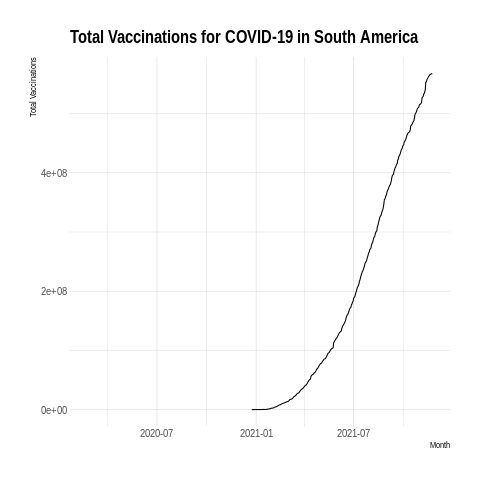 Total Vaccinations for COVID-19 in South America
Total Vaccinations
4e+08
2e+08
0e+00
2020-07 2021-01 2021-07
Month